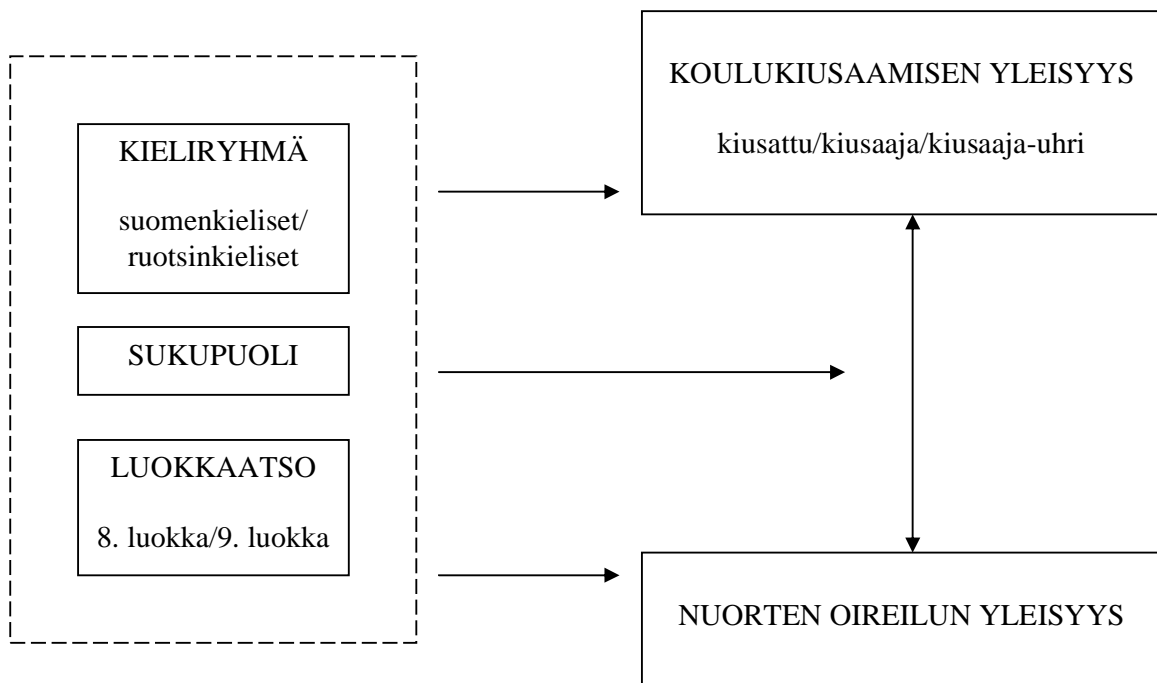 KIELIRYHMÄ
suomenkieliset/
ruotsinkieliset
SUKUPUOLI
LUOKKAATSO
8. luokka/9. luokka
KOULUKIUSAAMISEN YLEISYYS
kiusattu/kiusaaja/kiusaaja-uhri
NUORTEN OIREILUN YLEISYYS